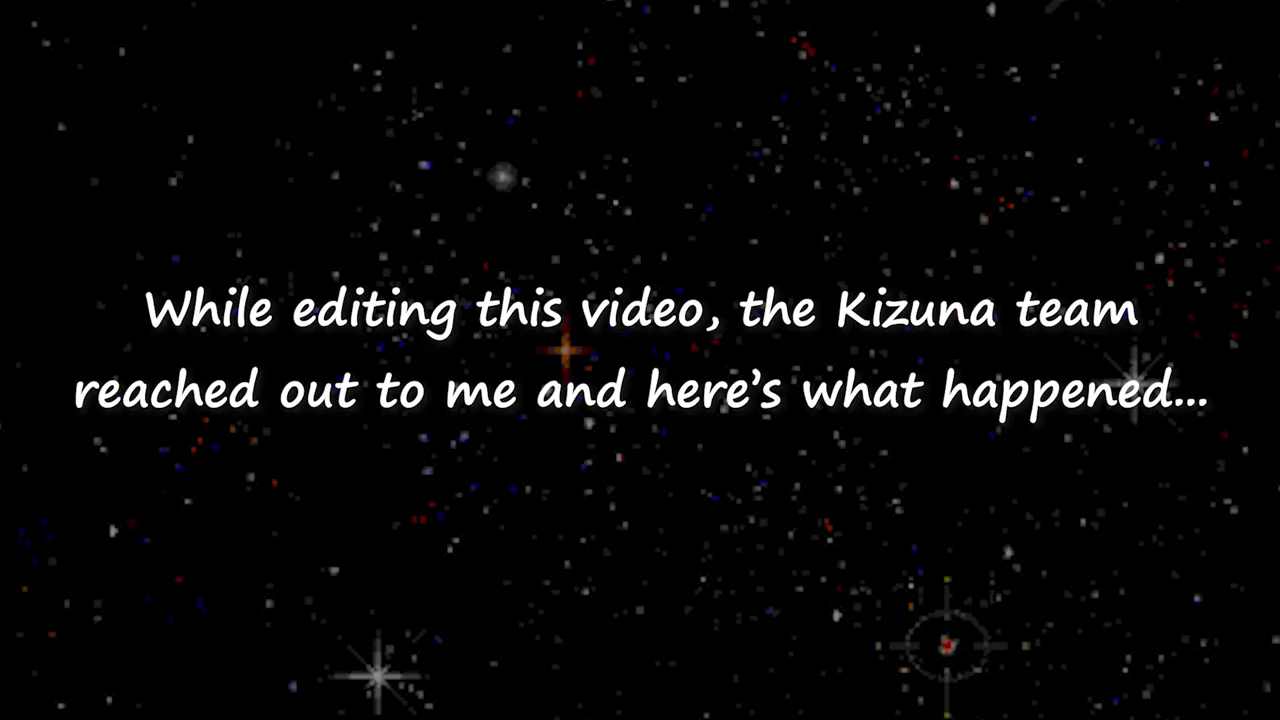 While editing this video, the Kizuna team
reached out to me and here’s what happened...